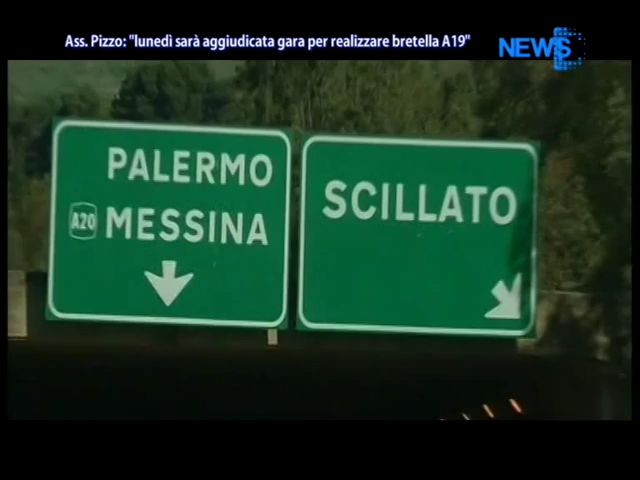 Ass. Pizzo: "lunedì sarà aggiudicata gara per realizzare bretella A19"
NEWS
PALERMO
A20 MESSINA
SCILLATO